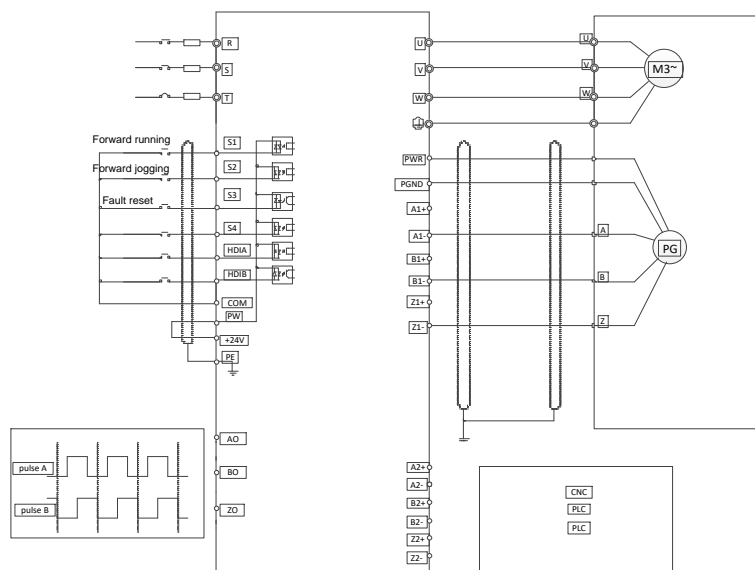 R
S
T
U
V
W
U
V
W
M3~
Forward running
Forward jogging
Fault reset
S1
S2
S3
S4
HDIA
HDIB
COM
PW
+24V
PE
PWR
PGND
A1+
A1-
B1+
B1-
Z1+
Z1-
A
B
Z
PG
pulse A
pulse B
AO
BO
ZO
A2+
A2-
B2+
B2-
Z2+
Z2-
CNC
PLC
PLC